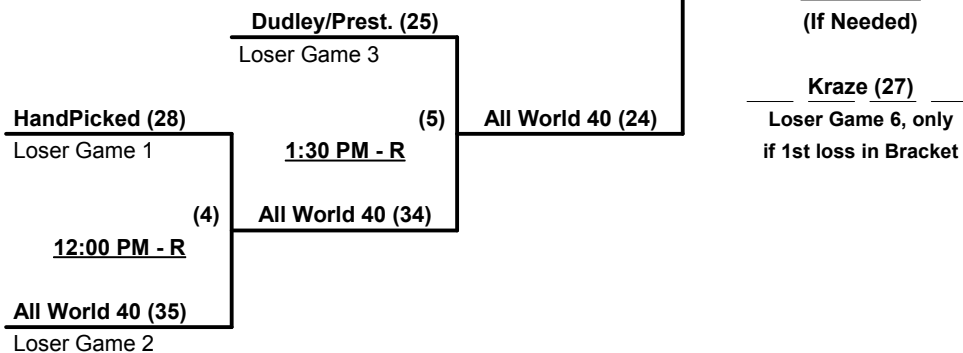 Dudley/Prest. (25)
Loser Game 3
HandPicked (28)
Loser Game 1
(5)
1:30 PM - R
All World 40 (24)
(4)
12:00 PM - R
All World 40 (34)
All World 40 (35)
Loser Game 2
(If Needed)
Kraze (27)
Loser Game 6, only
if 1st loss in Bracket